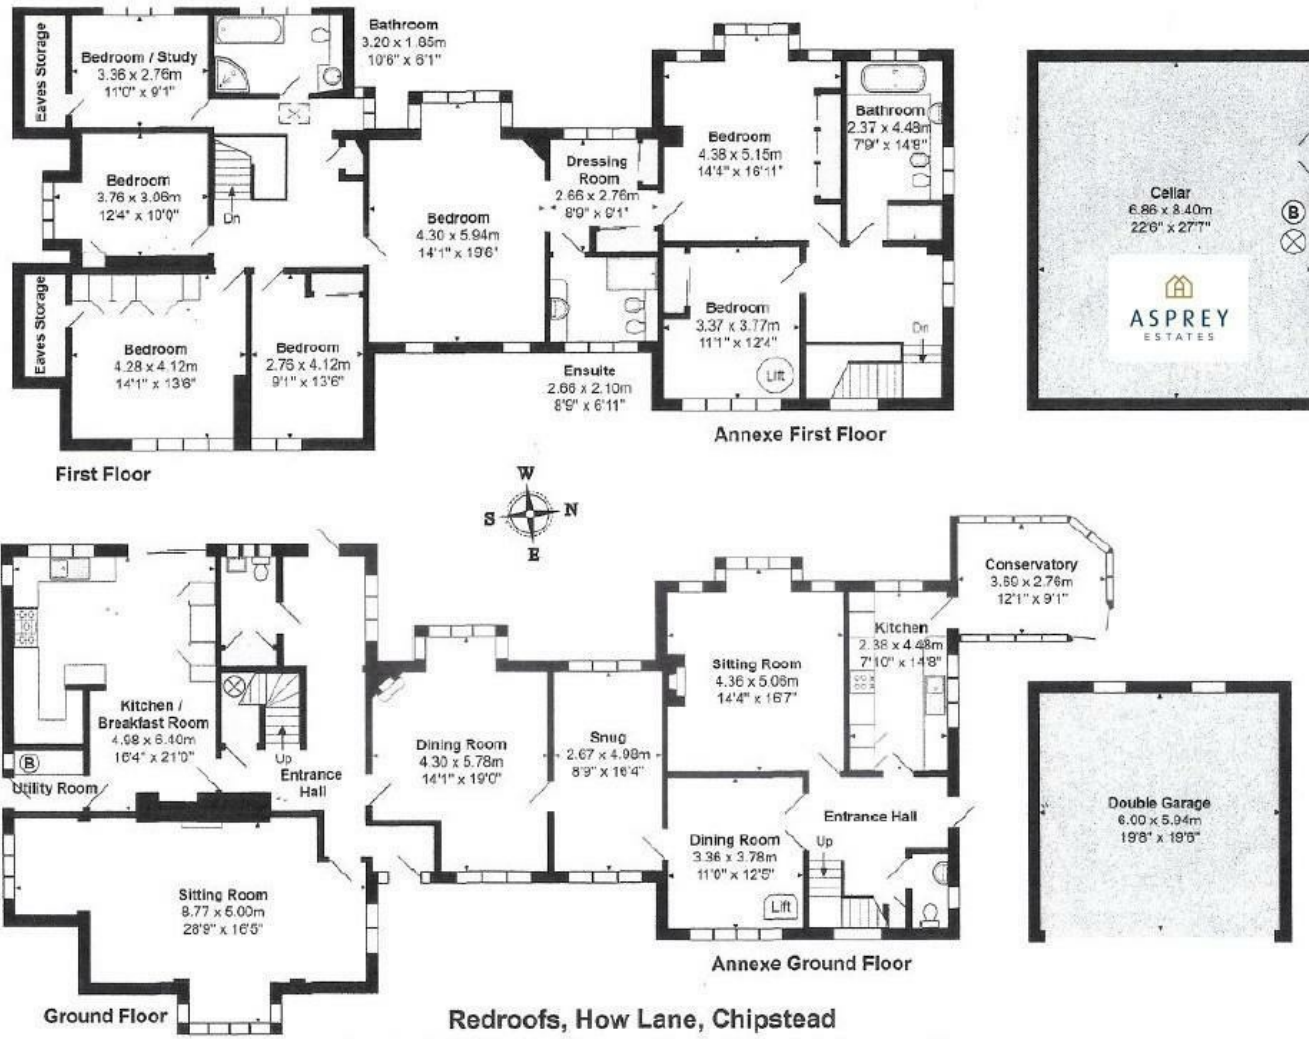 Eaves Storage
Bedroom / Study
3.36 x 2.76m
11'0" x 9'1"
Bathroom
3.20 x 1.85m
10'6" x 6'1"
Bedroom
3.76 x 3.06m
12'4" x 10'0"
Dn
Bedroom
4.30 x 5.94m
14'1" x 19'6"
Dressing
Room
2.66 x 2.76m
8'9" x 9'1"
Bedroom
4.38 x 5.15m
14'4" x 16'11"
Bathroom
2.37 x 4.48m
7'9" x 14'8"
Cellar
6.86 x 8.40m
22'6" x 27'7"
B
ASPREY
ESTATES
Eaves Storage
Bedroom
4.28 x 4.12m
14'1" x 13'6"
Bedroom
2.76 x 4.12m
9'1" x 13'6"
Ensuite
2.66 x 2.10m
8'9" x 6'11"
Bedroom
3.37 x 3.77m
11'1" x 12'4"
Lift
Dn
Annexe First Floor
First Floor
W
S
N
E
Kitchen /
Breakfast Room
4.98 x 6.40m
16'4" x 21'0"
B
Utility Room
Up
Entrance
Hall
Dining Room
4.30 x 5.78m
14'1" x 19'0"
Snug
2.67 x 4.98m
8'9" x 16'4"
Sitting Room
4.36 x 5.06m
14'4" x 16'7"
Kitchen
2.38 x 4.48m
7'10" x 14'8"
Conservatory
3.69 x 2.76m
12'1" x 9'1"
Dining Room
3.36 x 3.78m
11'0" x 12'5"
Lift
Entrance Hall
Up
Double Garage
6.00 x 5.94m
19'8" x 19'6"
Sitting Room
8.77 x 5.00m
28'9" x 16'5"
Ground Floor
Annexe Ground Floor
Redroofs, How Lane, Chipstead